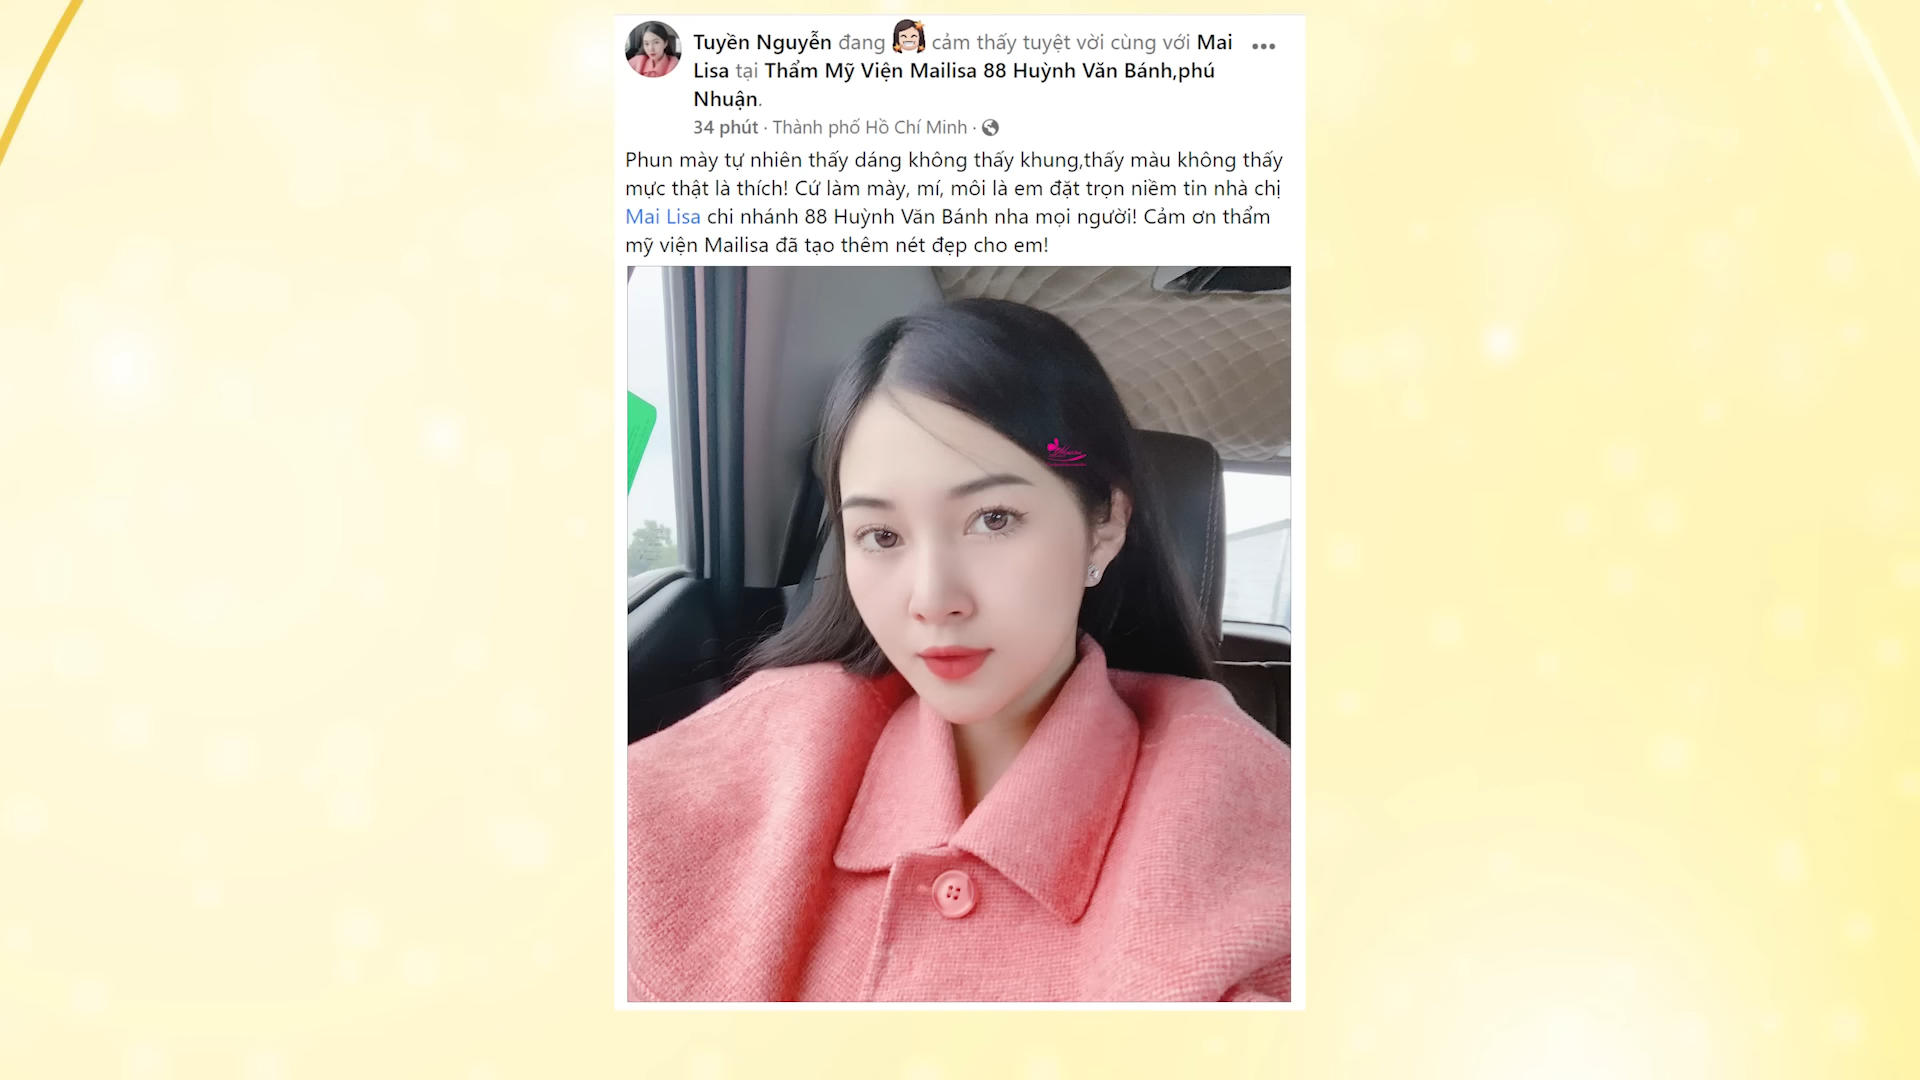 Tuyền Nguyễn đang cảm thấy tuyệt vời cùng với Mai
Lisa tại Thẩm Mỹ Viện Mailisa 88 Huỳnh Văn Bánh,phú
Nhuận.
34 phút · Thành phố Hồ Chí Minh ·
Phun mày tự nhiên thấy dáng không thấy khung,thấy màu không thấy
mực thật là thích! Cứ làm mày, mí, môi là em đặt trọn niềm tin nhà chị
Mai Lisa chi nhánh 88 Huỳnh Văn Bánh nha mọi người! Cảm ơn thẩm
mỹ viện Mailisa đã tạo thêm nét đẹp cho em!